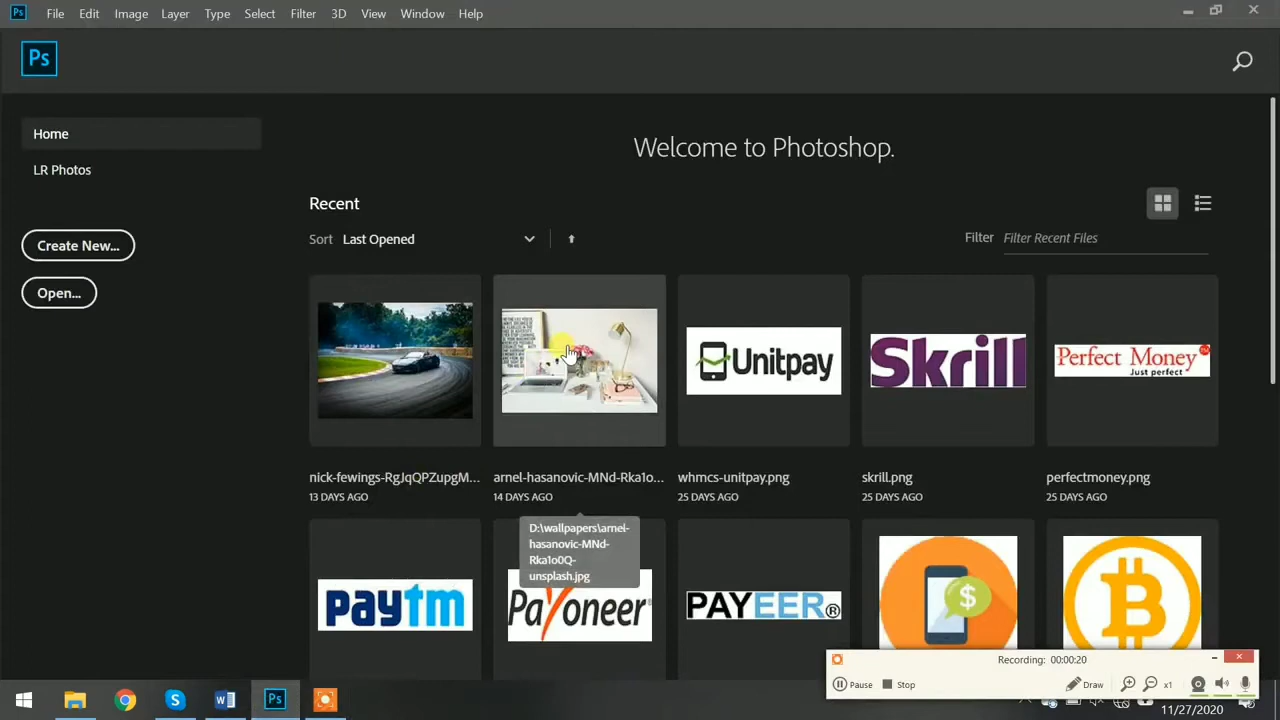 Ps File Edit Image Layer Type Select Filter 3D View Window Help
Ps
Home
LR Photos
Create New...
Open...
Welcome to Photoshop.
Recent
Sort Last Opened
Filter Filter Recent Files
Unitpay
Skrill
Perfect Money
Just perfect
nick-fewings-RgJqQPZupgM...
13 DAYS AGO
arnel-hasanovic-MNd-Rka1o...
14 DAYS AGO
whmcs-unitpay.png
25 DAYS AGO
skrill.png
25 DAYS AGO
perfectmoney.png
25 DAYS AGO
D:\wallpapers\arnel-
hasanovic-MNd-
Rka1o0Q-
unsplash.jpg
paytm
Payoneer
PAYEER®
$
Recording: 00:00:20
Pause Stop Draw x1
W Ps
11/27/2020